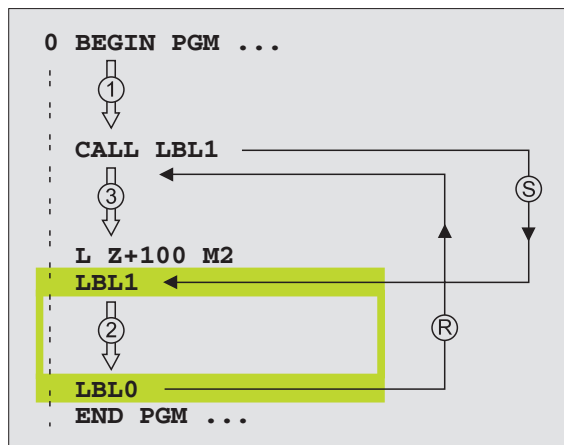 0 BEGIN PGM ...
1
CALL LBL1
S
3
L Z+100 M2
LBL1
2
R
LBL0
END PGM ...